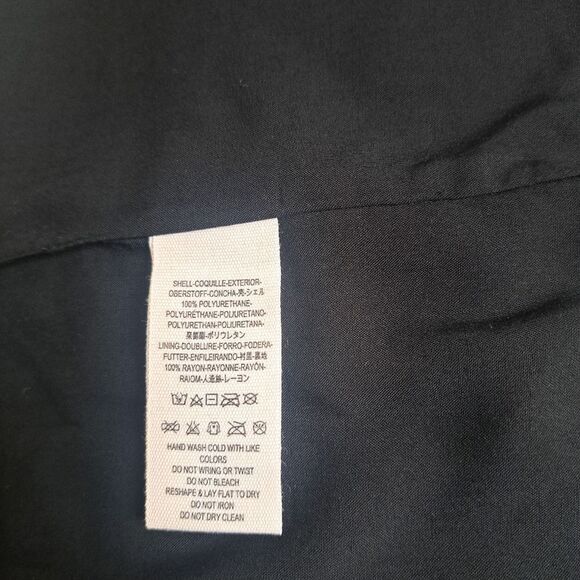 SHELL-COQUILLE-EXTERIOR-
OBERSTOFF-CONCHA-壳-シェル
100% POLYURETHANE-
POLYURÉTHANE-POLIURETANO-
POLYURETHAN-POLIURETANA-
聚氨酯-ポリウレタン
LINING-DOUBLURE-FORRO-FODERA-
FUTTER-ENFILEIRANDO-衬里-裏地
100% RAYON-RAYONNE-RAYÓN-
RAIOM-人造絲-レーヨン
HAND WASH COLD WITH LIKE
COLORS
DO NOT WRING OR TWIST
DO NOT BLEACH
RESHAPE & LAY FLAT TO DRY
DO NOT IRON
DO NOT DRY CLEAN